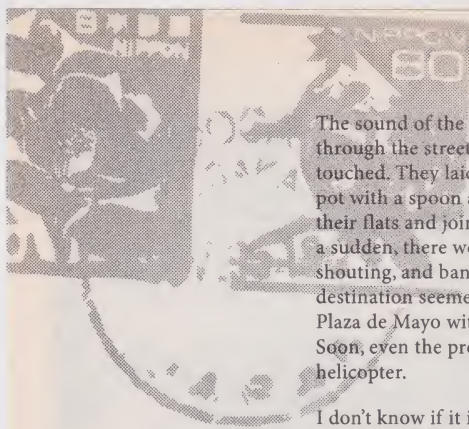 NIPPON
NIPPON
80
The sound of the
through the street
touched. They laid
pot with a spoon a
their flats and join
a sudden, there we
shouting, and ban
destination seeme
Plaza de Mayo wit
Soon, even the pre
helicopter.
I don't know if it i